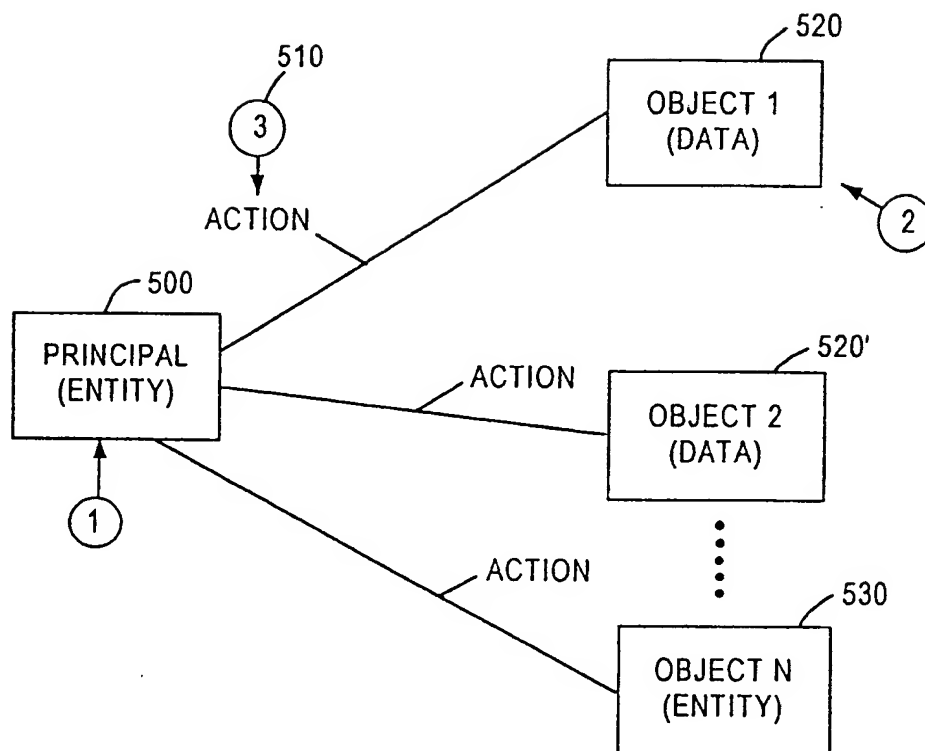 510
520
3
OBJECT 1
(DATA)
ACTION
2
500
520'
PRINCIPAL
(ENTITY)
ACTION
OBJECT 2
(DATA)
1
ACTION
530
OBJECT N
(ENTITY)